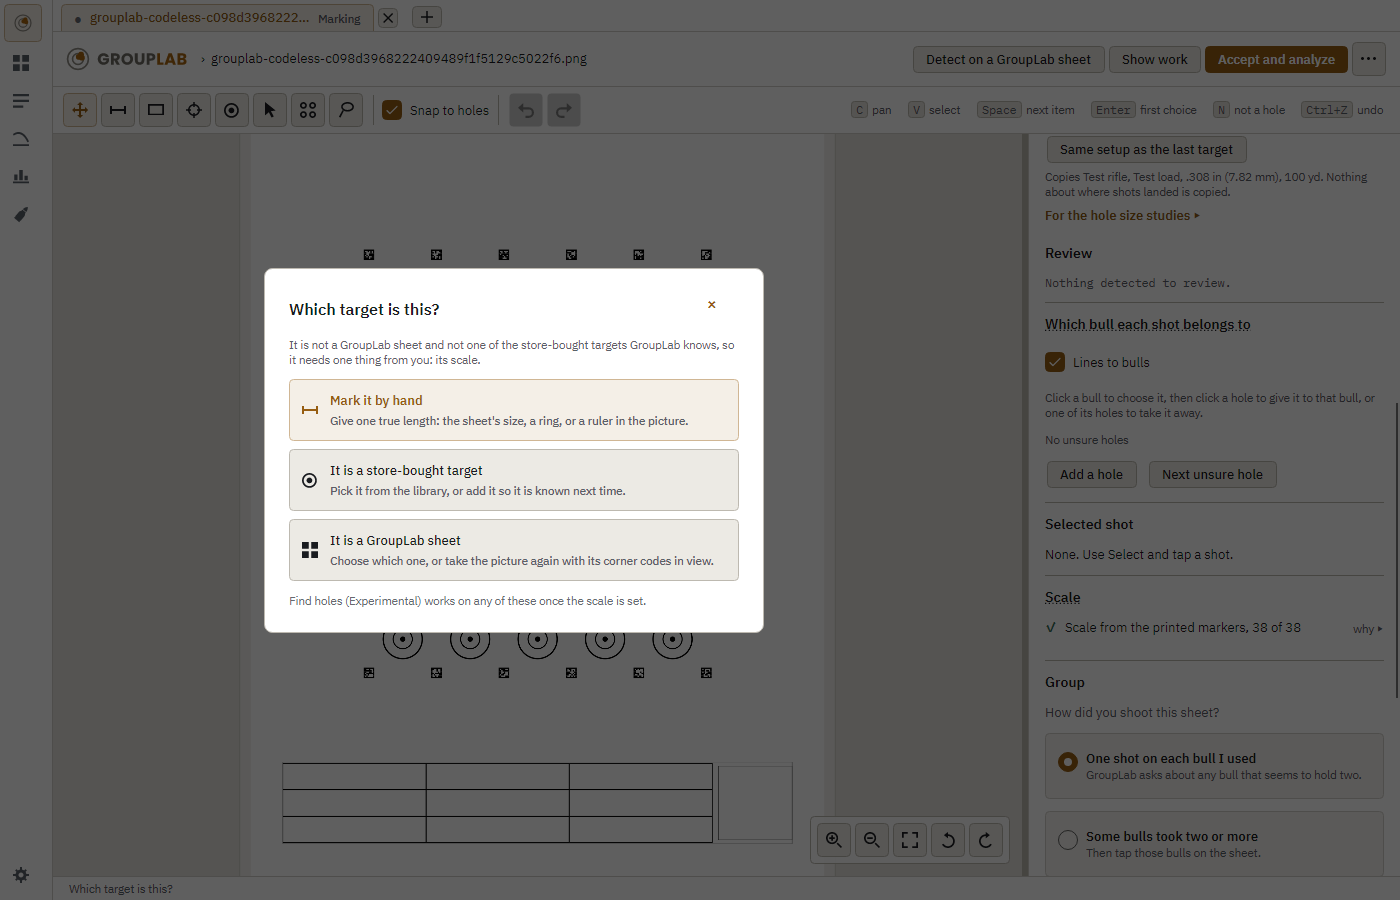 grouplab-codeless-c098d3968222... Marking
GROUPLAB › grouplab-codeless-c098d3968222409489f1f5129c5022f6.png
Detect on a GroupLab sheet
Show work
Accept and analyze
Snap to holes
C pan
V select
Space next item
Enter first choice
N not a hole
Ctrl+Z undo
Which target is this?
It is not a GroupLab sheet and not one of the store-bought targets GroupLab knows, so
it needs one thing from you: its scale.
Mark it by hand
Give one true length: the sheet's size, a ring, or a ruler in the picture.
It is a store-bought target
Pick it from the library, or add it so it is known next time.
It is a GroupLab sheet
Choose which one, or take the picture again with its corner codes in view.
Find holes (Experimental) works on any of these once the scale is set.
Same setup as the last target
Copies Test rifle, Test load, .308 in (7.82 mm), 100 yd. Nothing
about where shots landed is copied.
For the hole size studies ▸
Review
Nothing detected to review.
Which bull each shot belongs to
Lines to bulls
Click a bull to choose it, then click a hole to give it to that bull, or
one of its holes to take it away.
No unsure holes
Add a hole
Next unsure hole
Selected shot
None. Use Select and tap a shot.
Scale
✓ Scale from the printed markers, 38 of 38
why ▸
Group
How did you shoot this sheet?
One shot on each bull I used
GroupLab asks about any bull that seems to hold two.
Some bulls took two or more
Then tap those bulls on the sheet.
Which target is this?